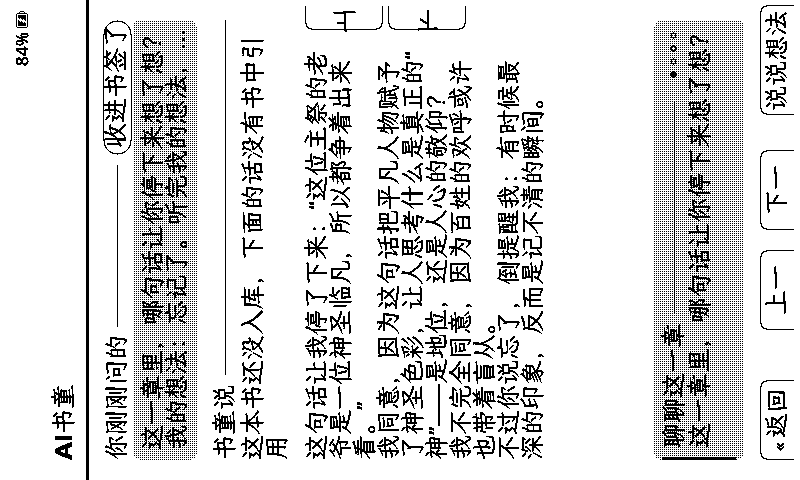 AI书童 84%
你刚刚问的 收进书签了
这一章里，哪句话让你停下来想了想？
我的想法：忘记了。听完我的想法，…
书童说
这本书还没入库，下面的话没有书中引
用
这句话让我停了下来：“这位主祭的老
爷是一位神圣临凡，所以都争着出来
看。”
我同意，因为这句话把平凡人物赋予
了神圣色彩，让人思考什么是真正的“
神”——是地位，还是人心的敬仰？
我不完全同意，因为百姓的欢呼或许
也带着盲从。
不过你说忘了，倒提醒我：有时候最
深的印象，反而是记不清的瞬间。
聊聊这一章
这一章里，哪句话让你停下来想了想？
«返回 上一 下一 说说想法